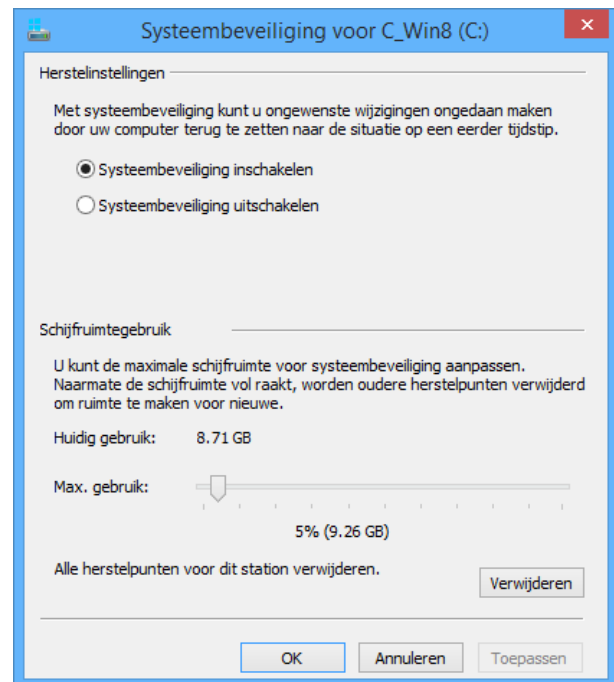 Systeembeveiliging voor C_Win8 (C:)
Herstelinstellingen
Met systeembeveiliging kunt u ongewenste wijzigingen ongedaan maken
door uw computer terug te zetten naar de situatie op een eerder tijdstip.
Systeembeveiliging inschakelen
Systeembeveiliging uitschakelen
Schijfruimtegebruik
U kunt de maximale schijfruimte voor systeembeveiliging aanpassen.
Naarmate de schijfruimte vol raakt, worden oudere herstelpunten verwijderd
om ruimte te maken voor nieuwe.
Huidig gebruik: 8.71 GB
Max. gebruik:
5% (9.26 GB)
Alle herstelpunten voor dit station verwijderen.
Verwijderen
OK Annuleren Toepassen